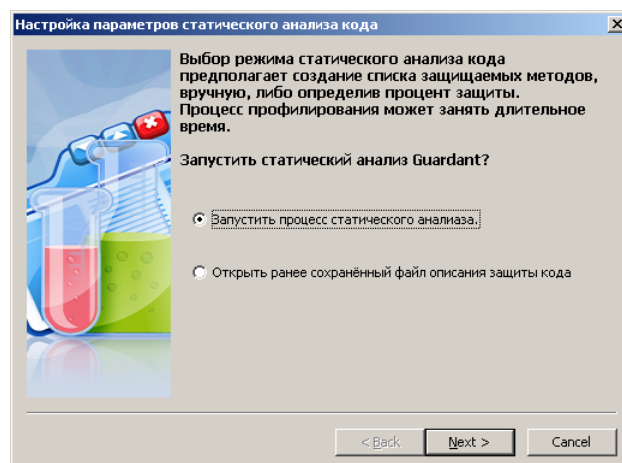 Настройка параметров статического анализа кода
Выбор режима статического анализа кода
предполагает создание списка защищаемых методов,
вручную, либо определив процент защиты.
Процесс профилирования может занять длительное
время.
Запустить статический анализ Guardant?
Запустить процесс статического аналиаза.
Открыть ранее сохранённый файл описания защиты кода
< Back
Next >
Cancel